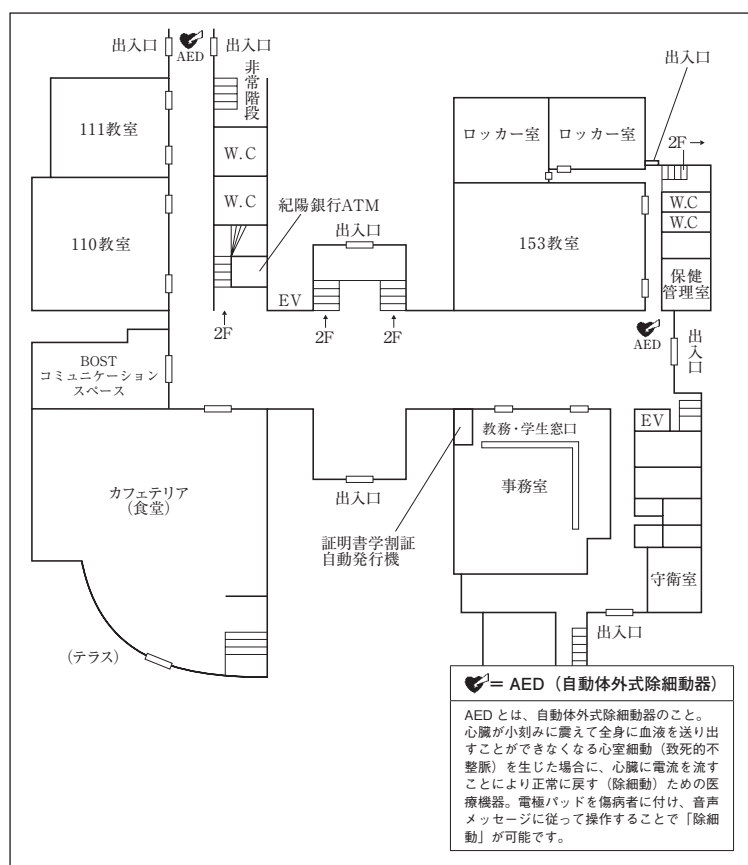 出入口
AED
出入口
非常階段
出入口
111教室
W.C
W.C
ロッカー室
ロッカー室
2F→
110教室
紀陽銀行ATM
出入口
153教室
W.C
W.C
保健
管理室
EV
2F
2F
2F
AED
出入口
BOST
コミュニケーション
スペース
教務・学生窓口
EV
カフェテリア
(食堂)
事務室
出入口
証明書学割証
自動発行機
守衛室
出入口
(テラス)
= AED(自動体外式除細動器)
AEDとは、自動体外式除細動器のこと。
心臓が小刻みに震えて全身に血液を送り出
すことができなくなる心室細動(致死的不
整脈)を生じた場合に、心臓に電流を流す
ことにより正常に戻す(除細動)ための医
療機器。電極パッドを傷病者に付け、音声
メッセージに従って操作することで「除細
動」が可能です。